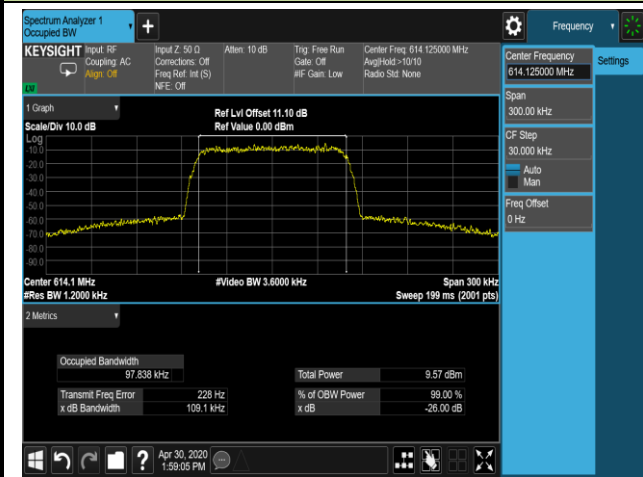 Spectrum Analyzer 1
Occupied BW
Frequency
KEYSIGHT
Input: RF
Coupling: AC
Align: Off
Input Z: 50 Ω
Corrections: Off
Freq Ref: Int (S)
NFE: Off
Atten: 10 dB
Trig: Free Run
Gate: Off
#IF Gain: Low
Center Freq: 614.125000 MHz
Avg|Hold:>10/10
Radio Std: None
1 Graph
Scale/Div 10.0 dB
Ref Lvl Offset 11.10 dB
Ref Value 0.00 dBm
Log
-10.0
-20.0
-30.0
-40.0
-50.0
-60.0
-70.0
-80.0
-90.0
Center 614.1 MHz
#Video BW 3.6000 kHz
Span 300 kHz
#Res BW 1.2000 kHz
Sweep 199 ms (2001 pts)
2 Metrics
Occupied Bandwidth
97.838 kHz
Total Power 9.57 dBm
Transmit Freq Error 228 Hz
% of OBW Power 99.00 %
x dB Bandwidth 109.1 kHz
x dB -26.00 dB
Center Frequency
614.125000 MHz
Settings
Span
300.00 kHz
CF Step
30.000 kHz
Auto
Man
Freq Offset
0 Hz
?
Apr 30, 2020
1:59:05 PM